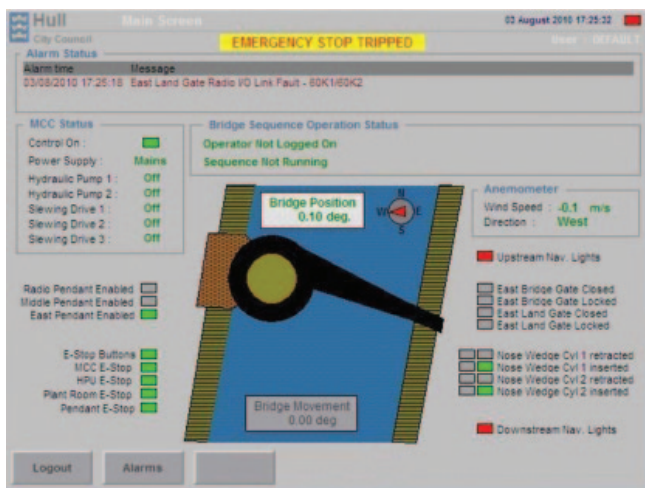 Hull
Main Screen
03 August 2010 17:25:32
City Council
EMERGENCY STOP TRIPPED
User : DEFAULT
Alarm Status
Alarm time Message
03/08/2010 17:25:18 East Land Gate Radio I/O Link Fault - 60K1/60K2
MCC Status
Control On :
Power Supply : Mains
Hydraulic Pump 1 : Off
Hydraulic Pump 2 : Off
Slewing Drive 1 : Off
Slewing Drive 2 : Off
Slewing Drive 3 : Off
Bridge Sequence Operation Status
Operator Not Logged On
Sequence Not Running
Bridge Position
0.10 deg.
N
W E
S
Anemometer
Wind Speed : -0.1 m/s
Direction : West
Upstream Nav. Lights
Radio Pendant Enabled
Middle Pendant Enabled
East Pendant Enabled
East Bridge Gate Closed
East Bridge Gate Locked
East Land Gate Closed
East Land Gate Locked
E-Stop Buttons
MCC E-Stop
HPU E-Stop
Plant Room E-Stop
Pendant E-Stop
Nose Wedge Cyl 1 retracted
Nose Wedge Cyl 1 inserted
Nose Wedge Cyl 2 retracted
Nose Wedge Cyl 2 inserted
Bridge Movement
0.00 deg
Downstream Nav. Lights
Logout
Alarms